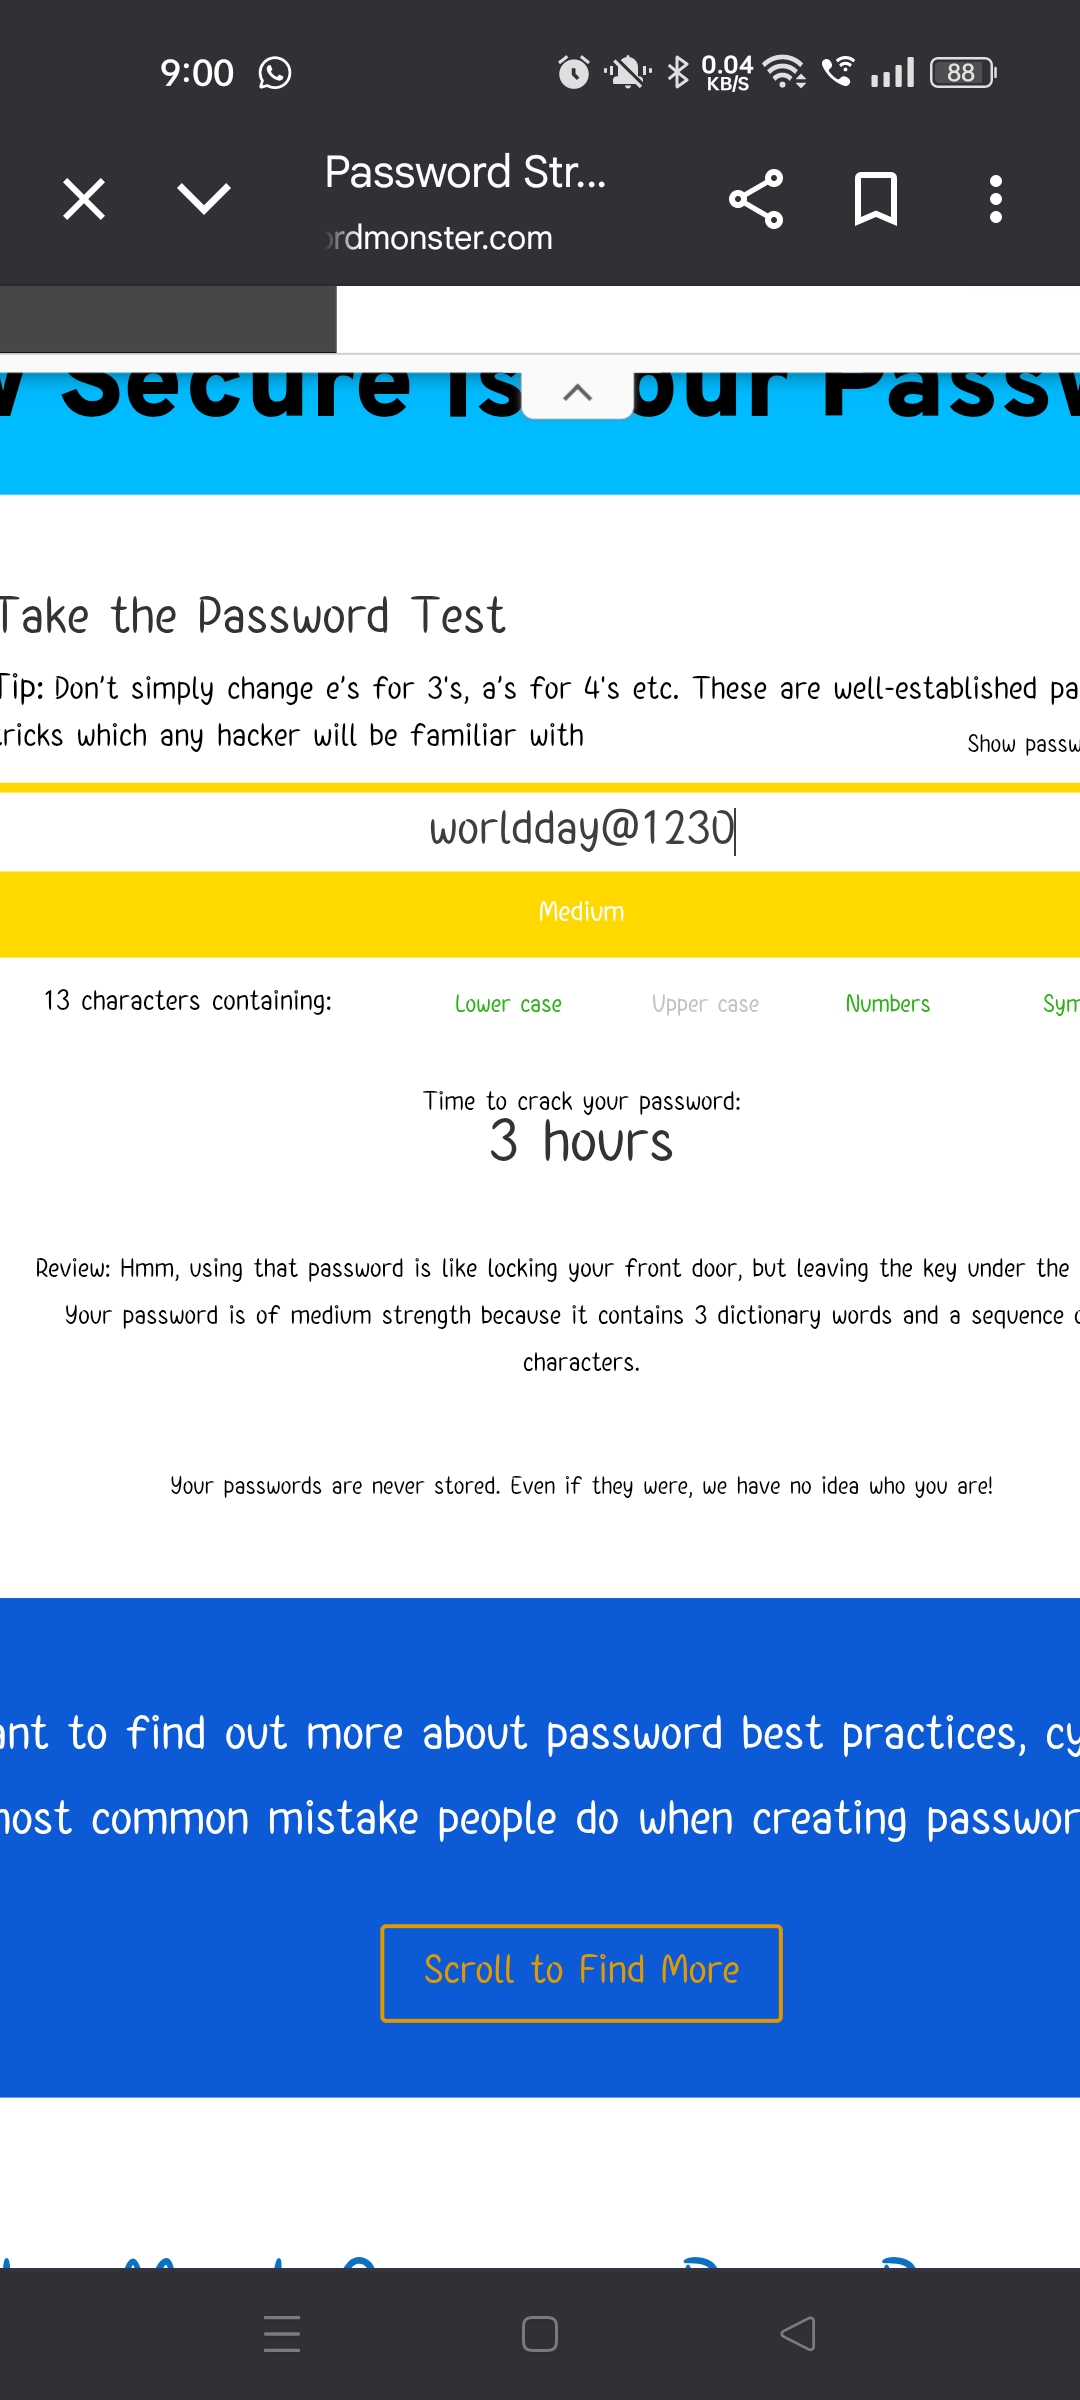 9:00 0.04 KB/S 88
Password Str...
rdmonster.com
Secure Is our Passw
Take the Password Test
Tip: Don't simply change e's for 3's, a's for 4's etc. These are well-established pa
tricks which any hacker will be familiar with
Show passw
worldday@1230
Medium
13 characters containing: Lower case Upper case Numbers Sym
Time to crack your password:
3 hours
Review: Hmm, using that password is like locking your front door, but leaving the key under the
Your password is of medium strength because it contains 3 dictionary words and a sequence o
characters.
Your passwords are never stored. Even if they were, we have no idea who you are!
ant to find out more about password best practices, cy
most common mistake people do when creating passwor
Scroll to Find More